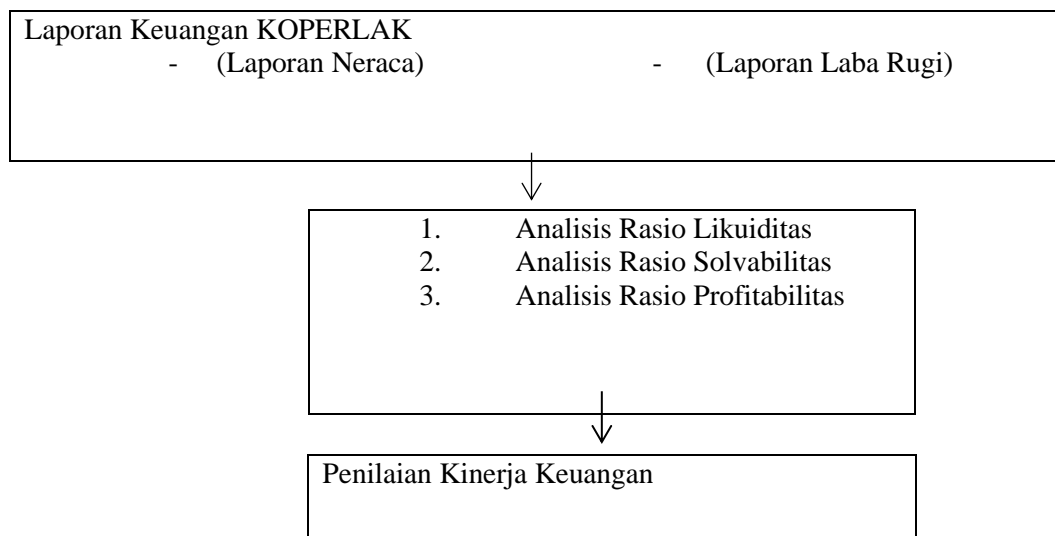 Laporan Keuangan KOPERLAK
- (Laporan Neraca) - (Laporan Laba Rugi)
1. Analisis Rasio Likuiditas
2. Analisis Rasio Solvabilitas
3. Analisis Rasio Profitabilitas
Penilaian Kinerja Keuangan